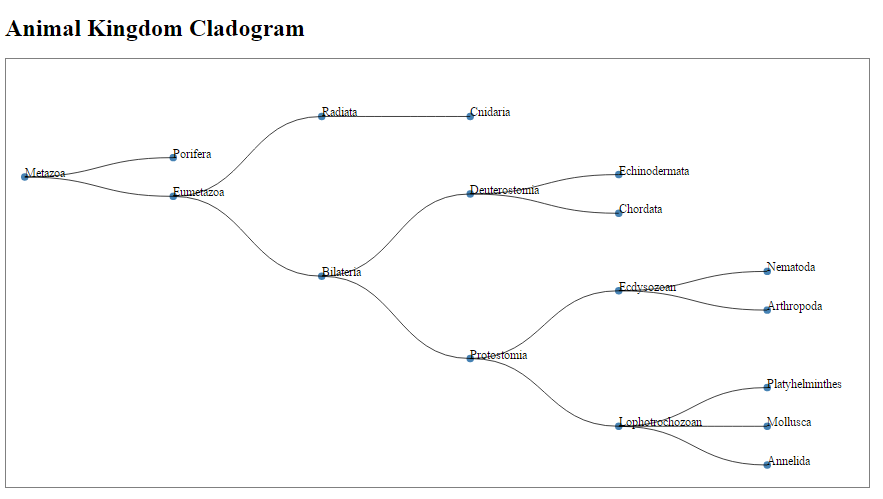 Animal Kingdom Cladogram
Radiata
Cnidaria
Porifera
Metazoa
Eumetazoa
Echinodermata
Deuterostomia
Chordata
Bilateria
Nematoda
Ecdysozoan
Arthropoda
Protostomia
Platyhelminthes
Lophotrochozoan
Mollusca
Annelida